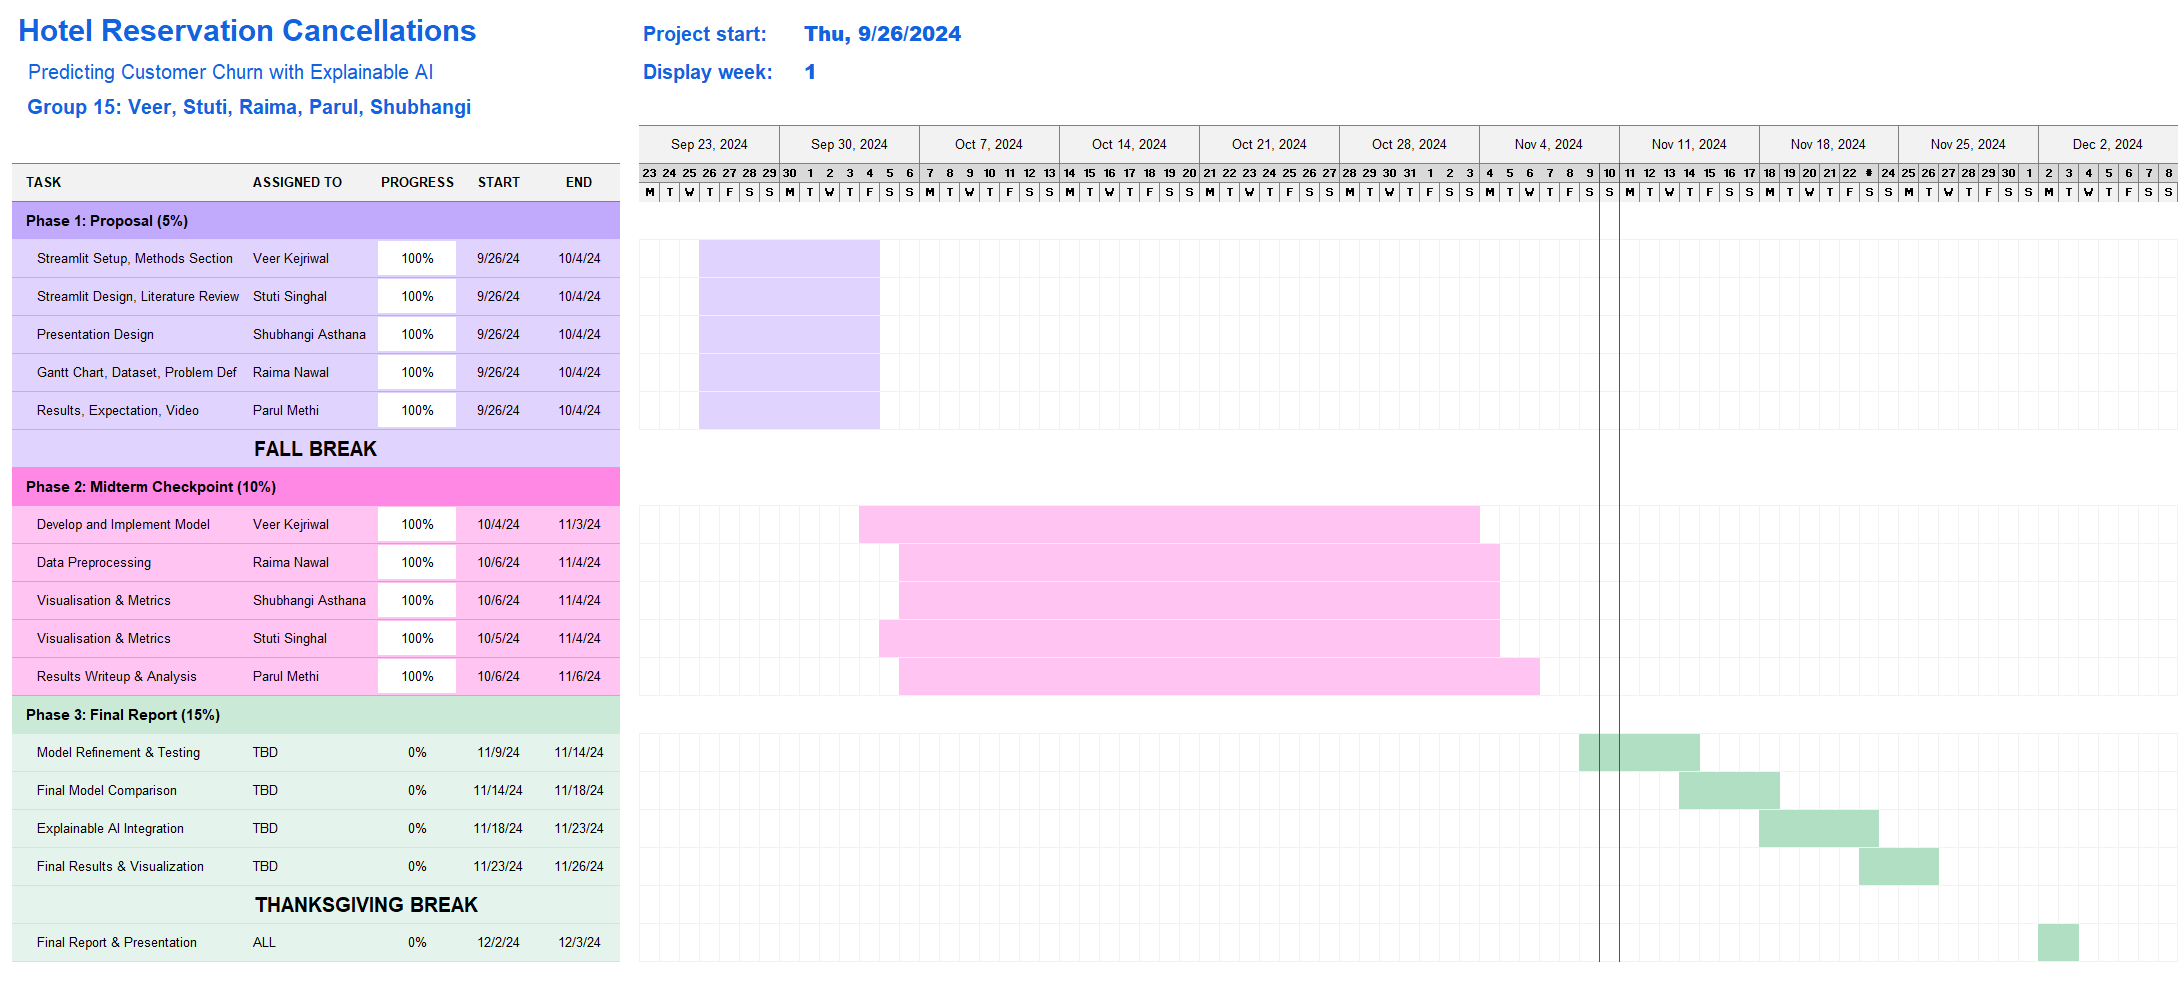 Hotel Reservation Cancellations
Project start: Thu, 9/26/2024
Predicting Customer Churn with Explainable AI
Display week: 1
Group 15: Veer, Stuti, Raima, Parul, Shubhangi
Sep 23, 2024 Sep 30, 2024 Oct 7, 2024 Oct 14, 2024 Oct 21, 2024 Oct 28, 2024 Nov 4, 2024 Nov 11, 2024 Nov 18, 2024 Nov 25, 2024 Dec 2, 2024
23 24 25 26 27 28 29 30 1 2 3 4 5 6 7 8 9 10 11 12 13 14 15 16 17 18 19 20 21 22 23 24 25 26 27 28 29 30 31 1 2 3 4 5 6 7 8 9 10 11 12 13 14 15 16 17 18 19 20 21 22 # 24 25 26 27 28 29 30 1 2 3 4 5 6 7 8
TASK ASSIGNED TO PROGRESS START END
M T W T F S S M T W T F S S M T W T F S S M T W T F S S M T W T F S S M T W T F S S M T W T F S S M T W T F S S M T W T F S S M T W T F S S M T W T F S S
Phase 1: Proposal (5%)
Streamlit Setup, Methods Section Veer Kejriwal 100% 9/26/24 10/4/24
Streamlit Design, Literature Review Stuti Singhal 100% 9/26/24 10/4/24
Presentation Design Shubhangi Asthana 100% 9/26/24 10/4/24
Gantt Chart, Dataset, Problem Def Raima Nawal 100% 9/26/24 10/4/24
Results, Expectation, Video Parul Methi 100% 9/26/24 10/4/24
FALL BREAK
Phase 2: Midterm Checkpoint (10%)
Develop and Implement Model Veer Kejriwal 100% 10/4/24 11/3/24
Data Preprocessing Raima Nawal 100% 10/6/24 11/4/24
Visualisation & Metrics Shubhangi Asthana 100% 10/6/24 11/4/24
Visualisation & Metrics Stuti Singhal 100% 10/5/24 11/4/24
Results Writeup & Analysis Parul Methi 100% 10/6/24 11/6/24
Phase 3: Final Report (15%)
Model Refinement & Testing TBD 0% 11/9/24 11/14/24
Final Model Comparison TBD 0% 11/14/24 11/18/24
Explainable AI Integration TBD 0% 11/18/24 11/23/24
Final Results & Visualization TBD 0% 11/23/24 11/26/24
THANKSGIVING BREAK
Final Report & Presentation ALL 0% 12/2/24 12/3/24